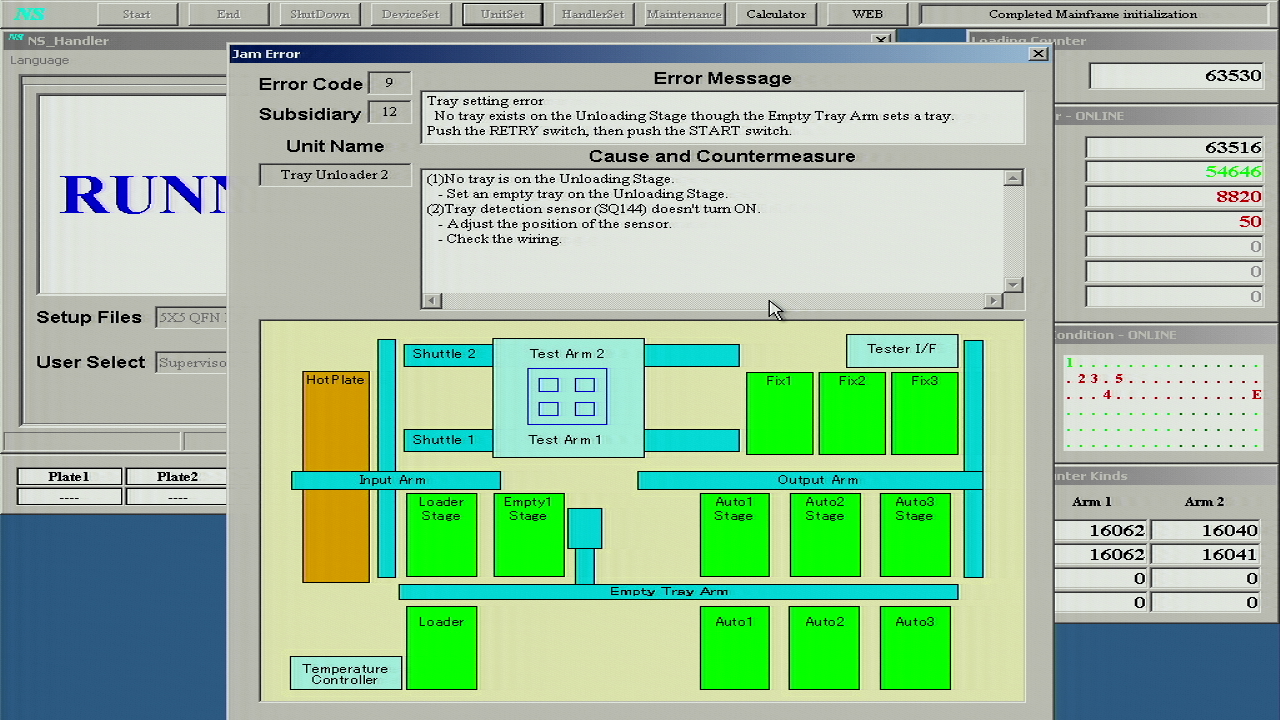 NS
Start
End
ShutDown
DeviceSet
UnitSet
HandlerSet
Maintenance
Calculator
WEB
Completed Mainframe initialization
NS NS_Handler
Language
RUNN
Setup Files
5X5 QFN
User Select
Superviso
Plate1
Plate2
----
----
Jam Error
Error Code
9
Subsidiary
12
Unit Name
Tray Unloader 2
Error Message
Tray setting error
No tray exists on the Unloading Stage though the Empty Tray Arm sets a tray.
Push the RETRY switch, then push the START switch.
Cause and Countermeasure
(1)No tray is on the Unloading Stage.
- Set an empty tray on the Unloading Stage.
(2)Tray detection sensor (SQ144) doesn't turn ON.
- Adjust the position of the sensor.
- Check the wiring.
Shuttle 2
Test Arm 2
Tester I/F
HotPlate
Fix1
Fix2
Fix3
Shuttle 1
Test Arm 1
Input Arm
Output Arm
Loader
Stage
Empty1
Stage
Auto1
Stage
Auto2
Stage
Auto3
Stage
Empty Tray Arm
Loader
Auto1
Auto2
Auto3
Temperature
Controller
Loading Counter
63530
r - ONLINE
63516
54646
8820
50
0
0
0
ondition - ONLINE
1 . . . . . . . . . . . . . . .
. 2 3 . 5 . . . . . . . . . . .
. . . 4 . . . . . . . . . . . E
unter Kinds
Arm 1
Arm 2
16062
16040
16062
16041
0
0
0
0